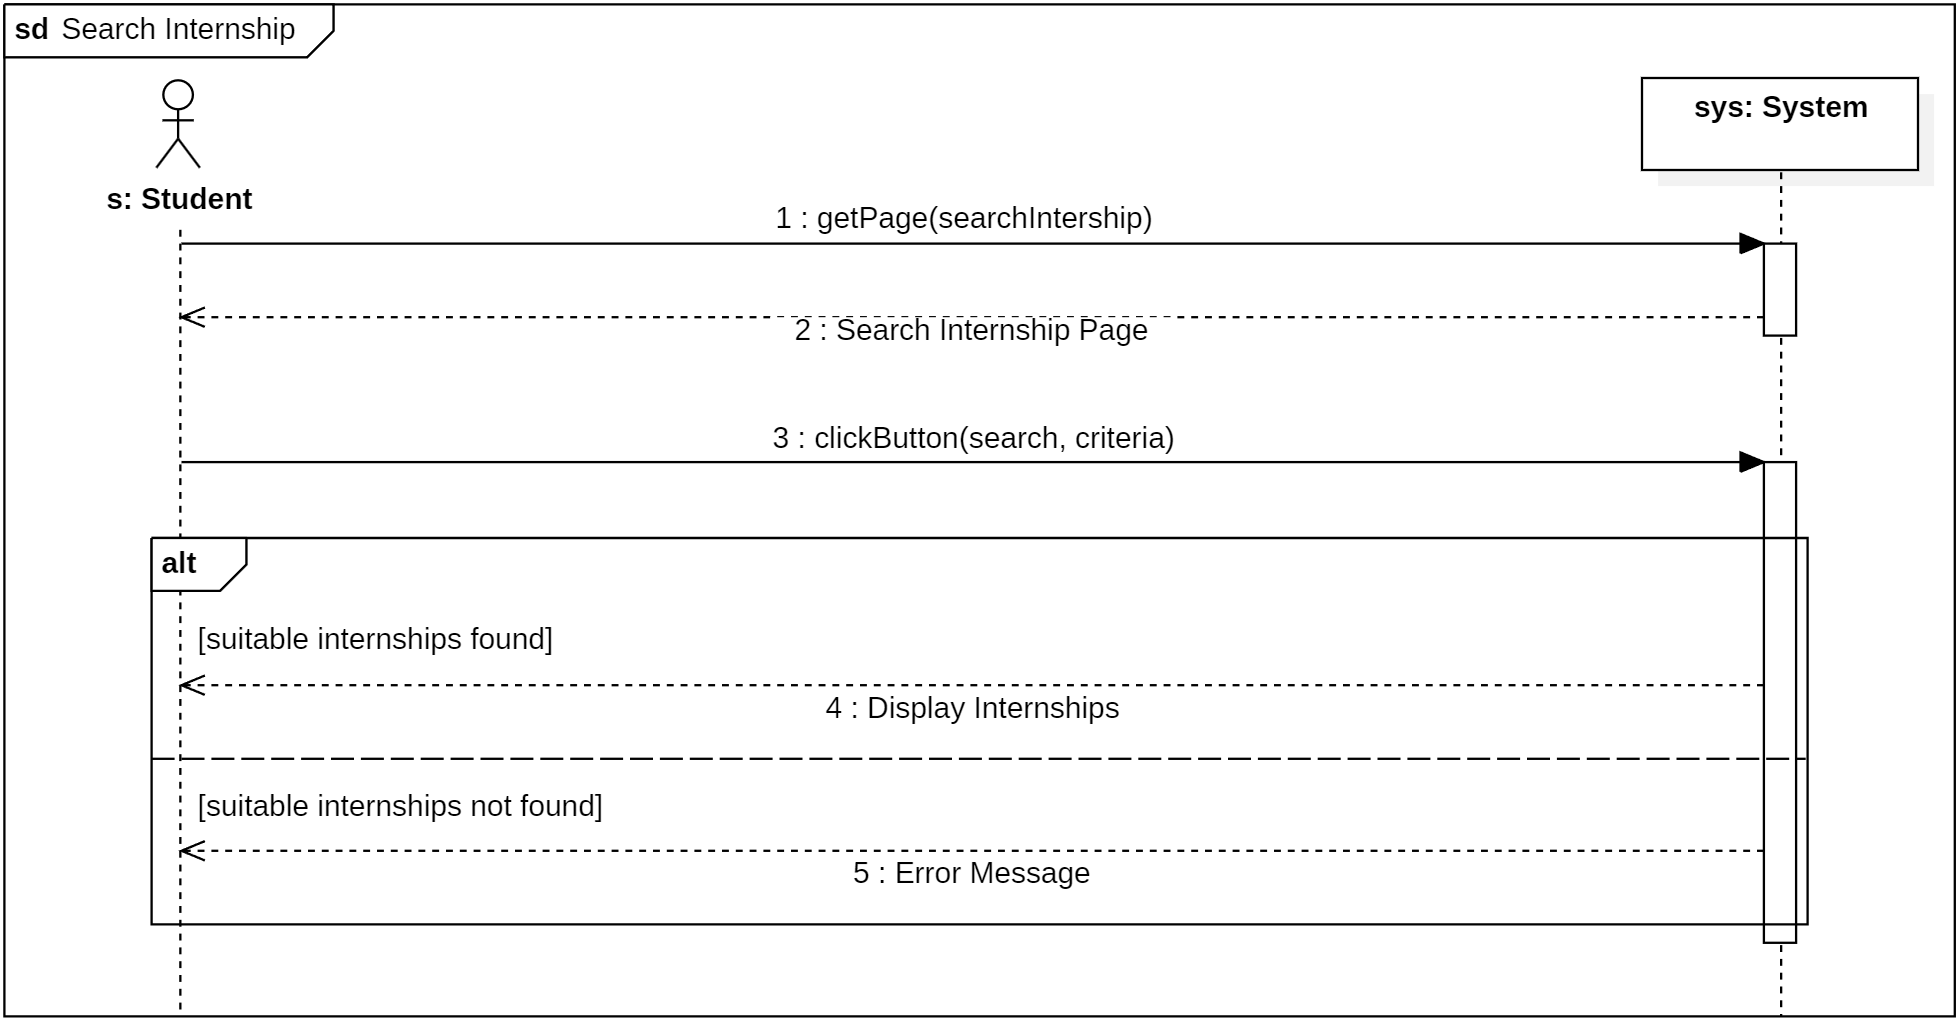 sd Search Internship
s: Student
sys: System
1 : getPage(searchIntership)
2 : Search Internship Page
3 : clickButton(search, criteria)
alt
[suitable internships found]
4 : Display Internships
[suitable internships not found]
5 : Error Message